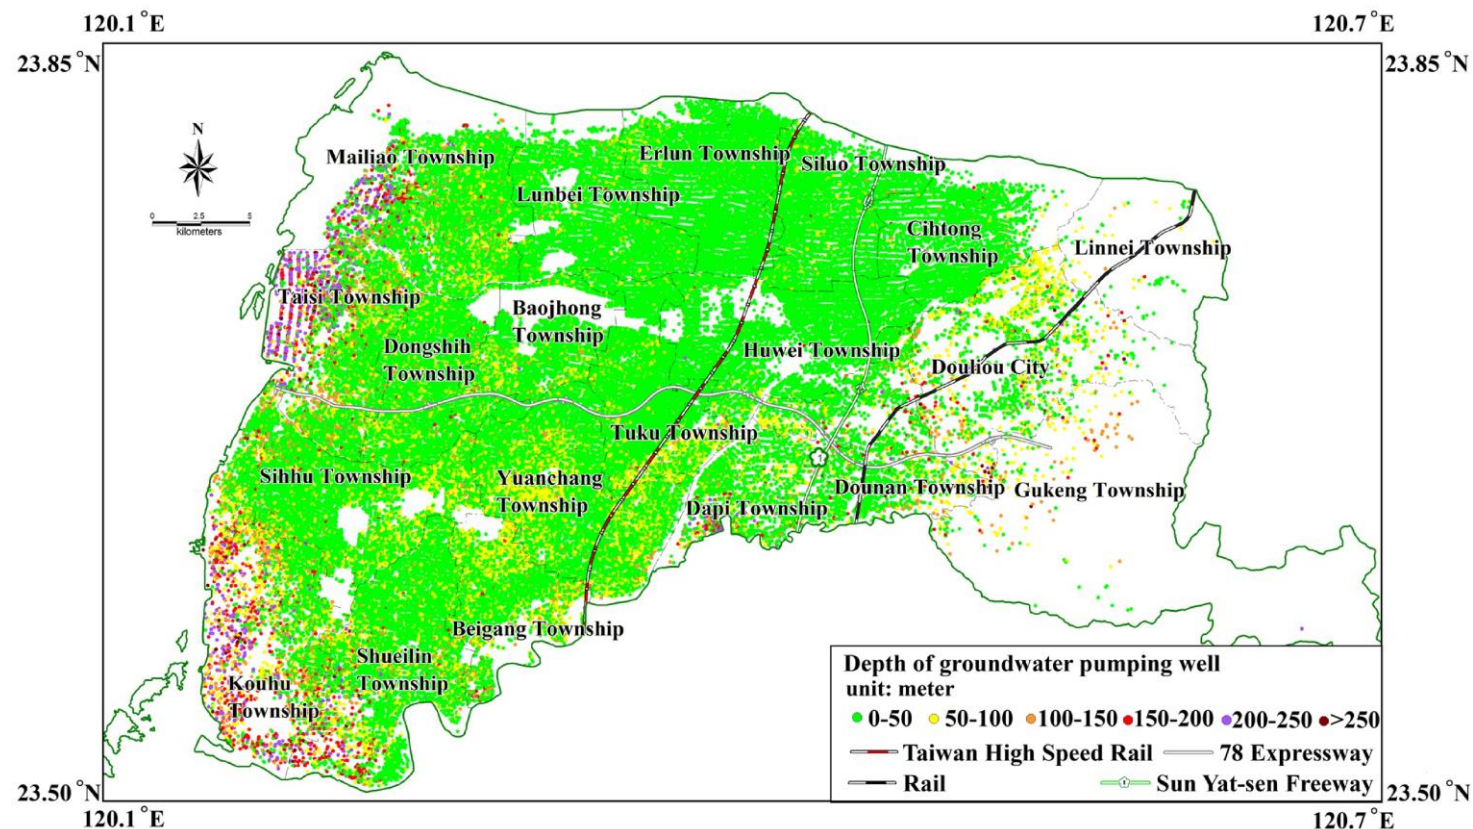 120.1 °E
120.7 °E
23.85 °N
23.85 °N
N
0 2.5 5
kilometers
Mailiao Township
Erlun Township
Siluo Township
Lunbei Township
Cihtong
Township
Linnei Township
Taisi Township
Baojhong
Township
Dongshih
Township
Huwei Township
Douliou City
Tuku Township
Sihhu Township
Yuanchang
Township
1
Dounan Township
Gukeng Township
Dapi Township
Beigang Township
Shueilin
Township
Kouhu
Township
Depth of groundwater pumping well
unit: meter
0-50 50-100 100-150 150-200 200-250 >250
Taiwan High Speed Rail 78 Expressway
Rail Sun Yat-sen Freeway
23.50 °N
23.50 °N
120.1 °E
120.7 °E